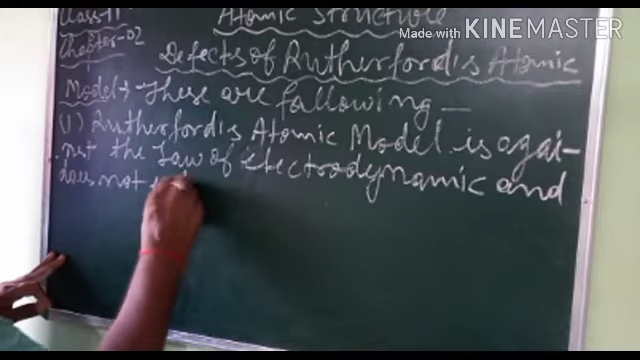 Class-11 Atomic Structure
Made with KINEMASTER
Chapter-02
Defects of Rutherford's Atomic
Model → These are following —
(1) Rutherford's Atomic Model is agai-
nst the Law of electrodynamic and
does not